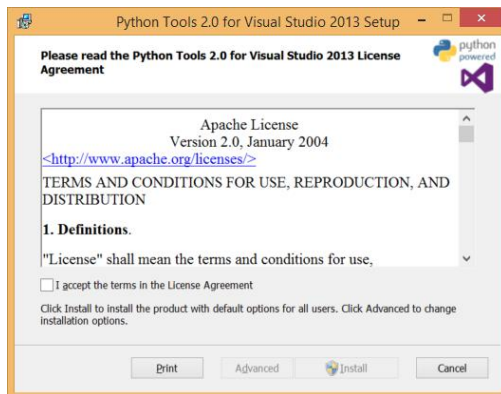 Python Tools 2.0 for Visual Studio 2013 Setup
Please read the Python Tools 2.0 for Visual Studio 2013 License
Agreement
python
powered
Apache License
Version 2.0, January 2004
<http://www.apache.org/licenses/>
TERMS AND CONDITIONS FOR USE, REPRODUCTION, AND
DISTRIBUTION
1. Definitions.
"License" shall mean the terms and conditions for use,
I accept the terms in the License Agreement
Click Install to install the product with default options for all users. Click Advanced to change
installation options.
Print Advanced Install Cancel